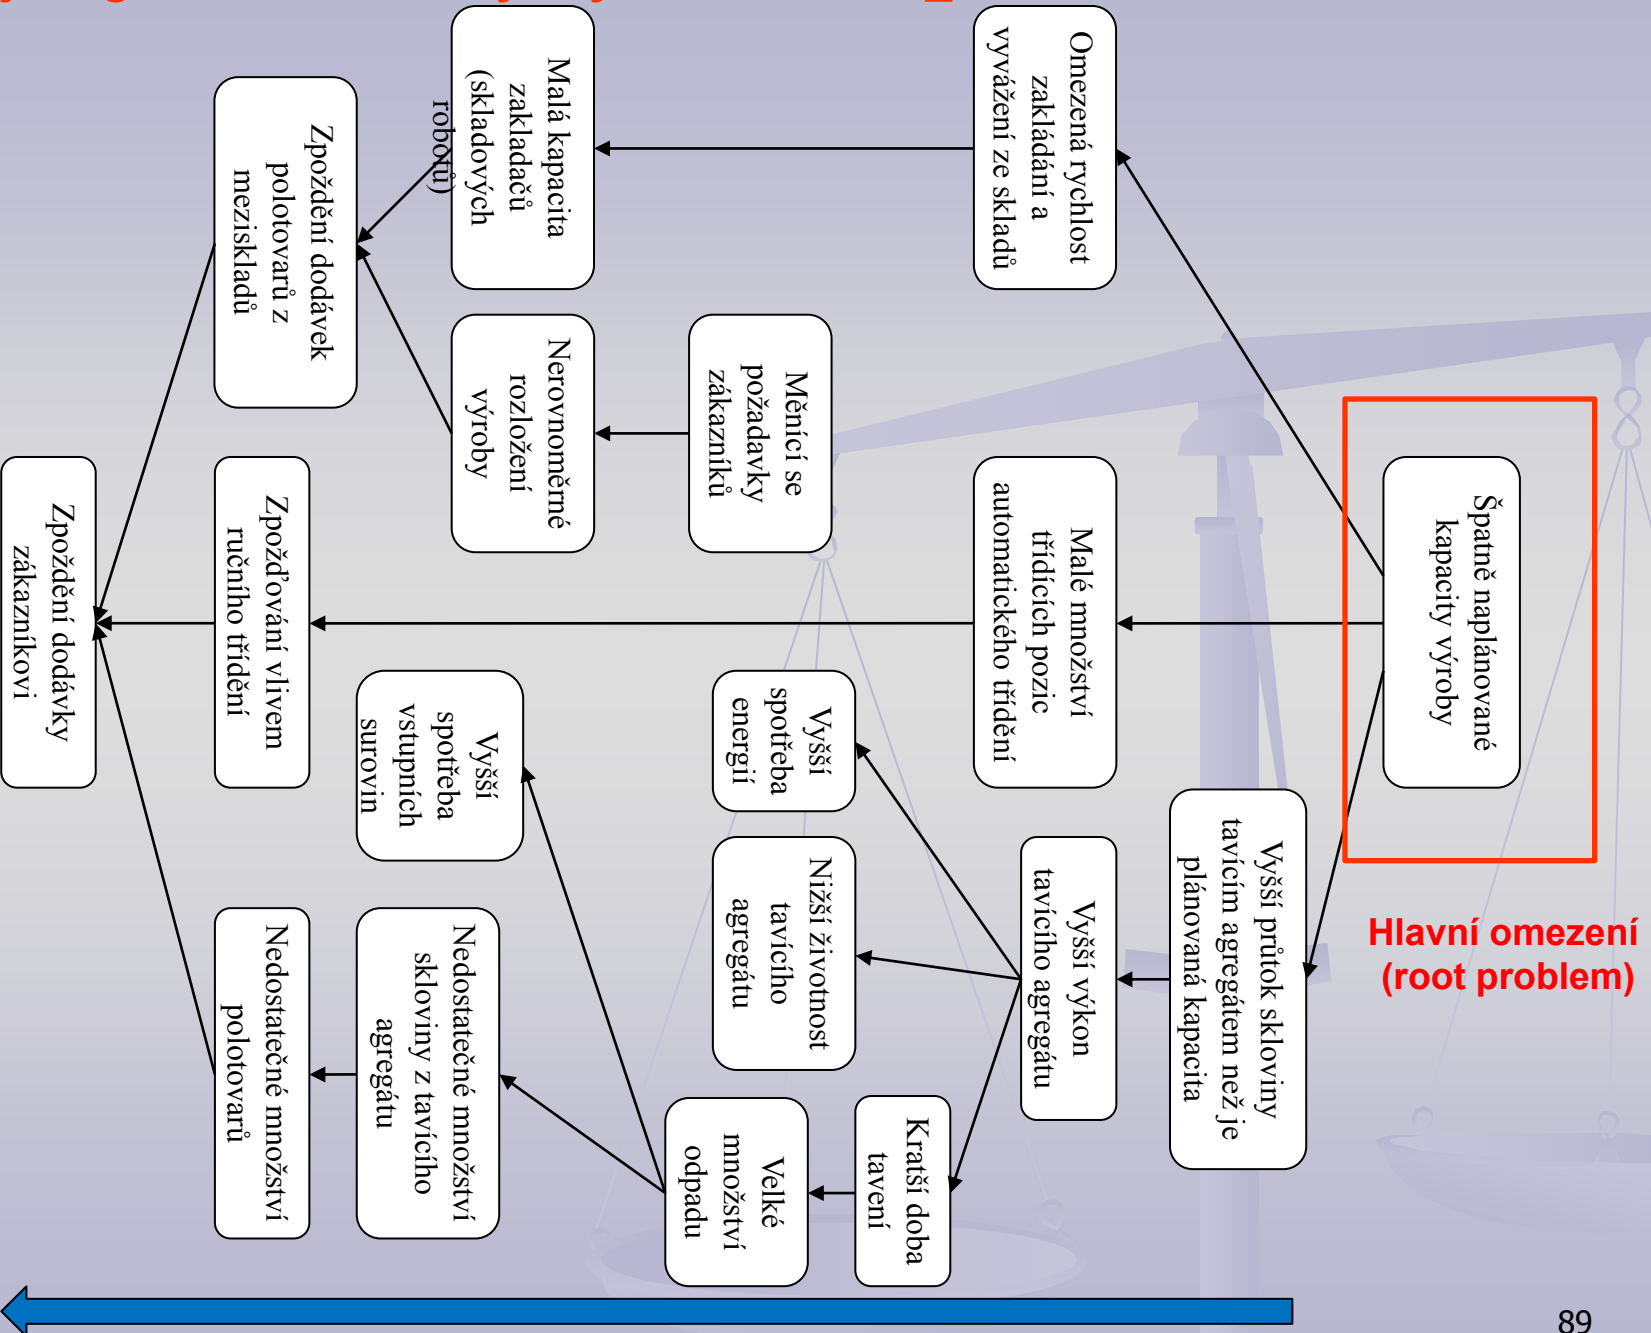 Omezená rychlost
zakládání a
vyvážení ze skladů
Malá kapacita
zakladačů
(skladových
robotů)
Zpoždění dodávek
polotovarů z
meziskladů
Měnící se
požadavky
zákazníků
Nerovnoměrné
rozložení
výroby
Špatně naplánované
kapacity výroby
Malé množství
třídících pozic
automatického třídění
Zpožďování vlivem
ručního třídění
Zpoždění dodávky
zákazníkovi
Vyšší
spotřeba
energií
Vyšší
spotřeba
vstupních
surovin
Vyšší průtok skloviny
tavícím agregátem než je
plánovaná kapacita
Vyšší výkon
tavícího agregátu
Nižší životnost
tavícího
agregátu
Hlavní omezení
(root problem)
Nedostatečné množství
skloviny z tavícího
agregátu
Nedostatečné množství
polotovarů
Kratší doba
tavení
Velké
množství
odpadu
89